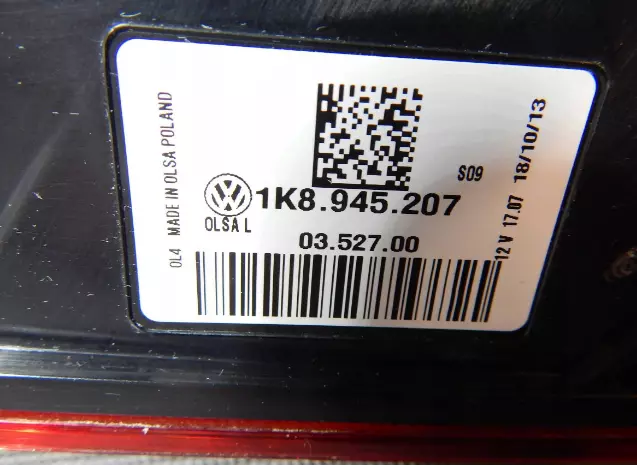 OL4 MADE IN OLSA POLAND
S09
1K8.945.207
OLSA L
03.527.00
12 V 17.07 18/10/13